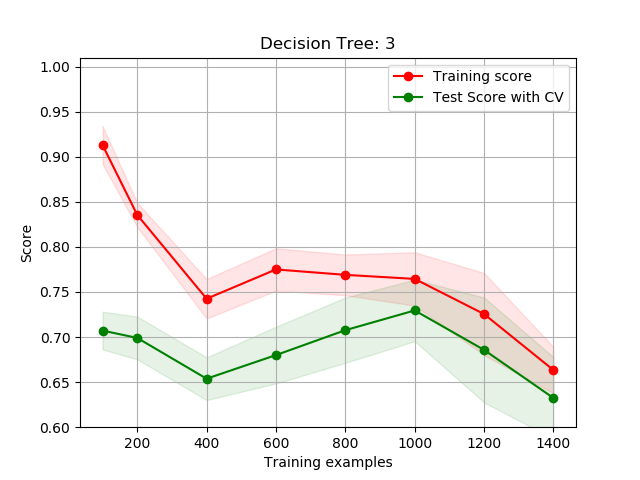 Decision Tree: 3
Training score
Test Score with CV
1.00
0.95
0.90
0.85
0.80
0.75
0.70
0.65
0.60
Score
200 400 600 800 1000 1200 1400
Training examples